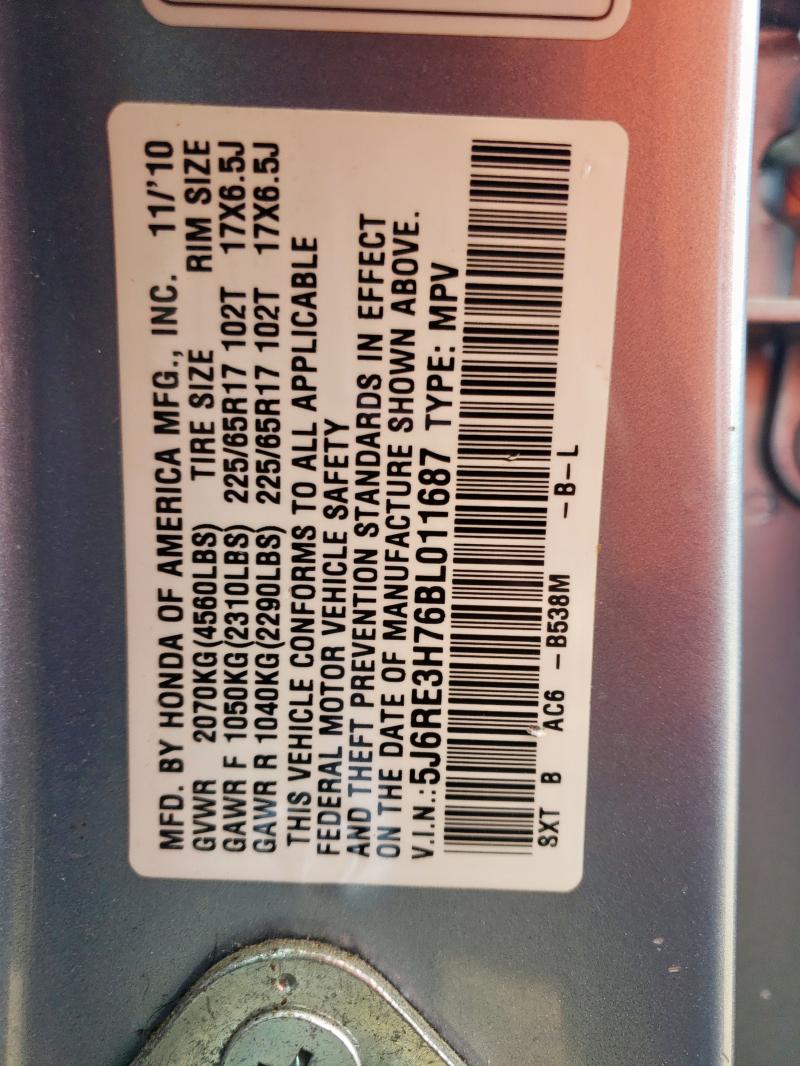 MFD. BY HONDA OF AMERICA MFG., INC. 11/'10
GVWR 2070KG(4560LBS) TIRE SIZE RIM SIZE
GAWR F 1050KG(2310LBS) 225/65R17 102T 17X6.5J
GAWR R 1040KG(2290LBS) 225/65R17 102T 17X6.5J
THIS VEHICLE CONFORMS TO ALL APPLICABLE
FEDERAL MOTOR VEHICLE SAFETY
AND THEFT PREVENTION STANDARDS IN EFFECT
ON THE DATE OF MANUFACTURE SHOWN ABOVE.
V.I.N.:5J6RE3H76BL011687 TYPE: MPV
SXT B AC6 -B538M -B-L